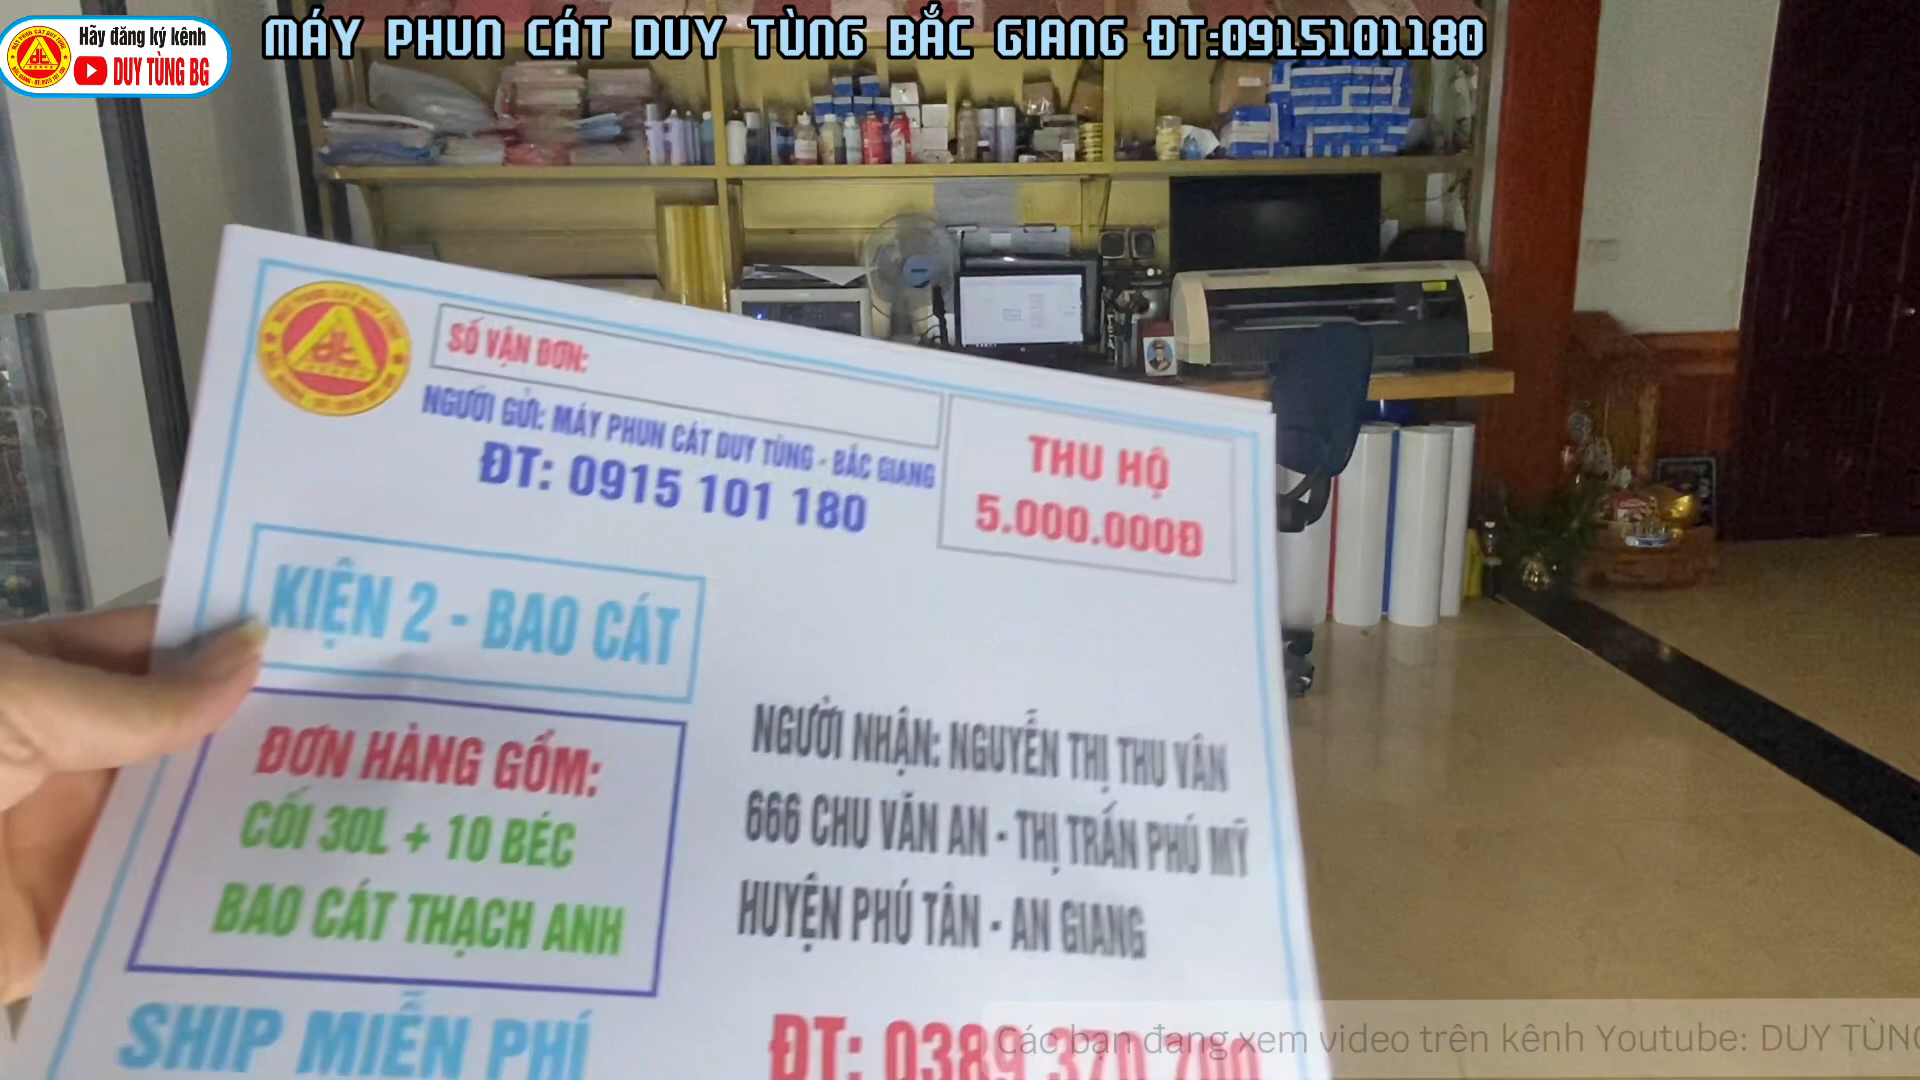 Hãy đăng ký kênh
DUY TÙNG BG
MÁY PHUN CÁT DUY TÙNG BẮC GIANG ĐT:0915101180
SỐ VẬN ĐƠN:
NGƯỜI GỬI: MÁY PHUN CÁT DUY TÙNG - BẮC GIANG
ĐT: 0915 101 180
THU HỘ
5.000.000Đ
KIỆN 2 - BAO CÁT
ĐƠN HÀNG GỒM:
CỐI 30L + 10 BÉC
BAO CÁT THẠCH ANH
NGƯỜI NHẬN: NGUYỄN THỊ THU VÂN
666 CHU VĂN AN - THỊ TRẤN PHÚ MỸ
HUYỆN PHÚ TÂN - AN GIANG
SHIP MIỄN PHÍ
ĐT: 0389 370
Các bạn đang xem video trên kênh Youtube: DUY TÙNG